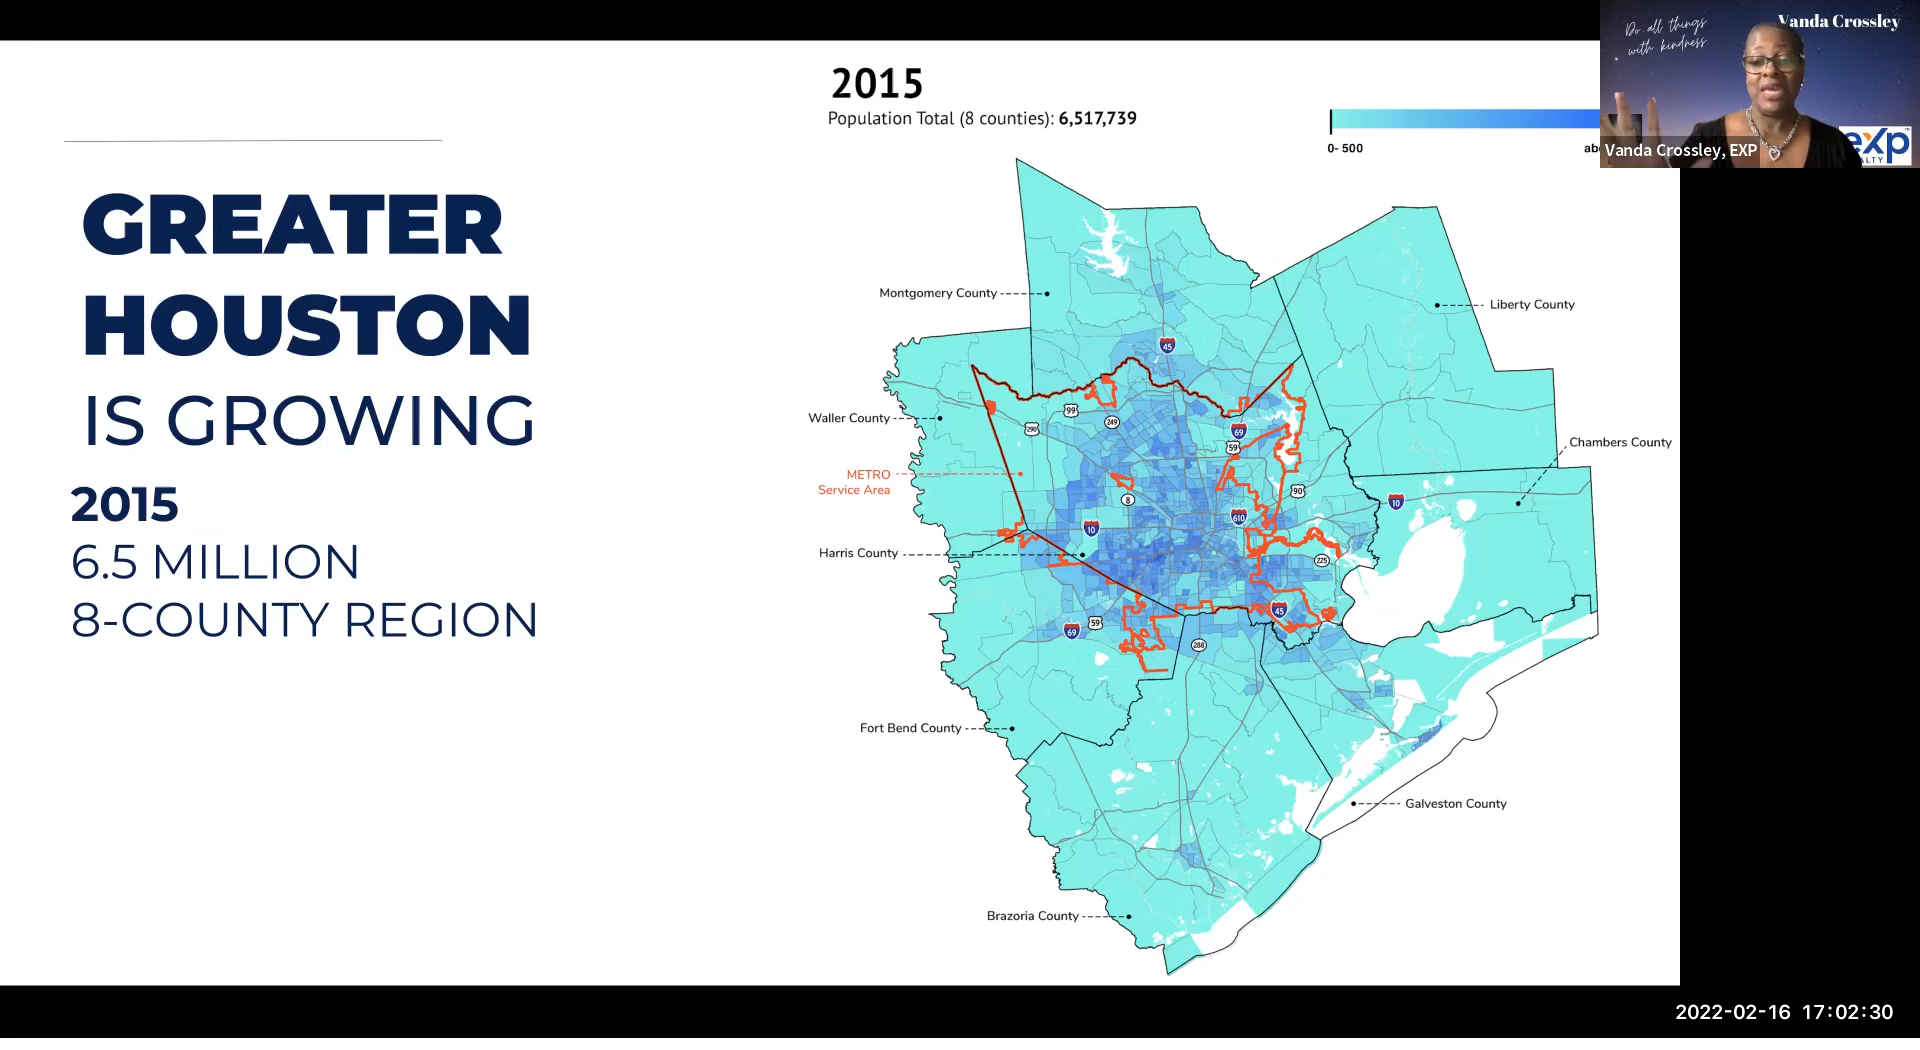 2015
Population Total (8 counties): 6,517,739
0- 500
Do all things
with kindness
Vanda Crossley
exp
Vanda Crossley, EXP
GREATER
HOUSTON
IS GROWING
2015
6.5 MILLION
8-COUNTY REGION
Montgomery County
Liberty County
45
Waller County
99
290
249
69
59
Chambers County
METRO
Service Area
8
90
10
610
10
Harris County
225
45
69
59
288
Fort Bend County
Galveston County
Brazoria County
2022-02-16 17:02:30